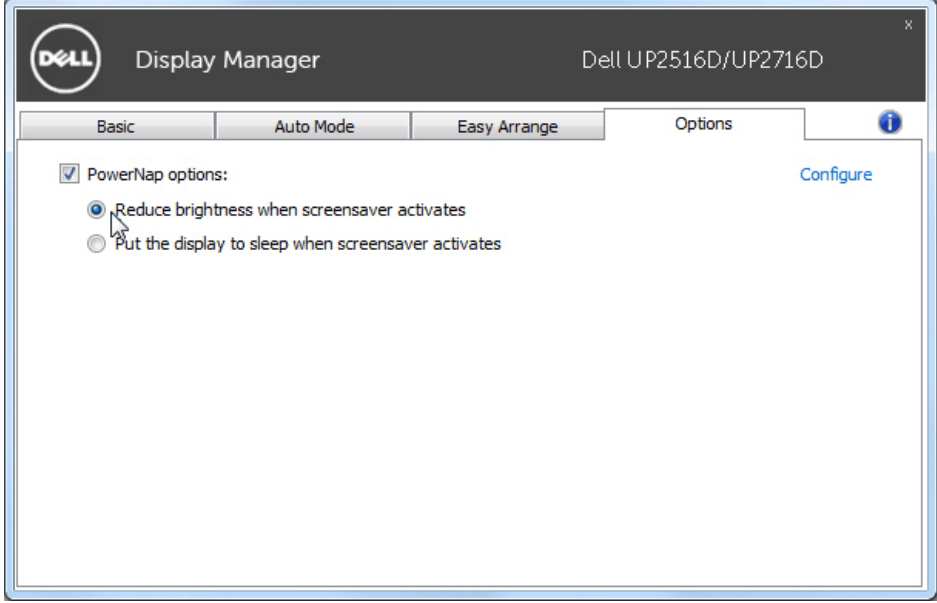 x
DELL
Display Manager
Dell UP2516D/UP2716D
Basic
Auto Mode
Easy Arrange
Options
i
PowerNap options:
Configure
Reduce brightness when screensaver activates
Put the display to sleep when screensaver activates